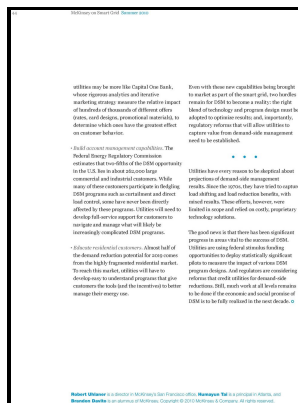 94
McKinsey on Smart Grid Summer 2010
utilities may be more like Capital One Bank,
whose rigorous analytics and iterative
marketing strategy measure the relative impact
of hundreds of thousands of different offers
(rates, card designs, promotional materials), to
determine which ones have the greatest effect
on customer behavior.
• Build account management capabilities. The
Federal Energy Regulatory Commission
estimates that two-fifths of the DSM opportunity
in the U.S. lies in about 262,000 large
commercial and industrial customers. While
many of these customers participate in fledgling
DSM programs such as curtailment and direct
load control, some have never been directly
affected by these programs. Utilities will need to
develop full-service support for customers to
navigate and manage what will likely be
increasingly complicated DSM programs.
• Educate residential customers. Almost half of
the demand reduction potential for 2019 comes
from the highly fragmented residential market.
To reach this market, utilities will have to
develop easy to understand programs that give
customers the tools (and the incentives) to better
manage their energy use.
Even with these new capabilities being brought
to market as part of the smart grid, two hurdles
remain for DSM to become a reality: the right
blend of technology and program design must be
adopted to optimize results; and, importantly,
regulatory reforms that will allow utilities to
capture value from demand-side management
need to be established.
• • •
Utilities have every reason to be skeptical about
projections of demand-side management
results. Since the 1970s, they have tried to capture
load shifting and load reduction benefits, with
mixed results. These efforts, however, were
limited in scope and relied on costly, proprietary
technology solutions.
The good news is that there has been significant
progress in areas vital to the success of DSM.
Utilities are using federal stimulus funding
opportunities to deploy statistically significant
pilots to measure the impact of various DSM
program designs. And regulators are considering
reforms that credit utilities for demand-side
reductions. Still, much work at all levels remains
to be done if the economic and social promise of
DSM is to be fully realized in the next decade.
Robert Uhlaner is a director in McKinsey's San Francisco office, Humayun Tai is a principal in Atlanta, and
Brandon Davito is an alumnus of McKinsey. Copyright © 2010 McKinsey & Company. All rights reserved.